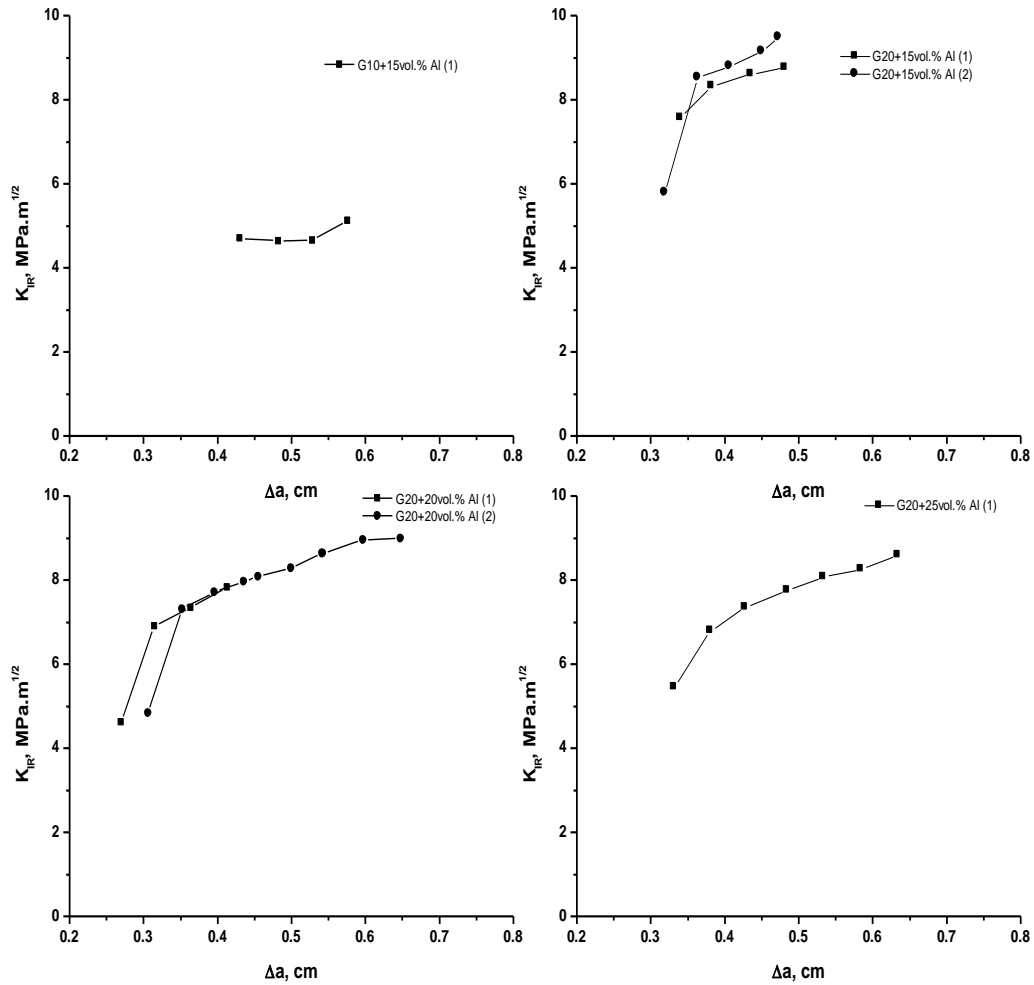 10
8
6
4
2
0
K_IR, MPa.m^1/2
G10+15vol.% Al (1)
0.2 0.3 0.4 0.5 0.6 0.7 0.8
Δa, cm
10
8
6
4
2
0
K_IR, MPa.m^1/2
G20+15vol.% Al (1)
G20+15vol.% Al (2)
0.2 0.3 0.4 0.5 0.6 0.7 0.8
Δa, cm
10
8
6
4
2
0
K_IR, MPa.m^1/2
G20+20vol.% Al (1)
G20+20vol.% Al (2)
0.2 0.3 0.4 0.5 0.6 0.7 0.8
Δa, cm
10
8
6
4
2
0
K_IR, MPa.m^1/2
G20+25vol.% Al (1)
0.2 0.3 0.4 0.5 0.6 0.7 0.8
Δa, cm